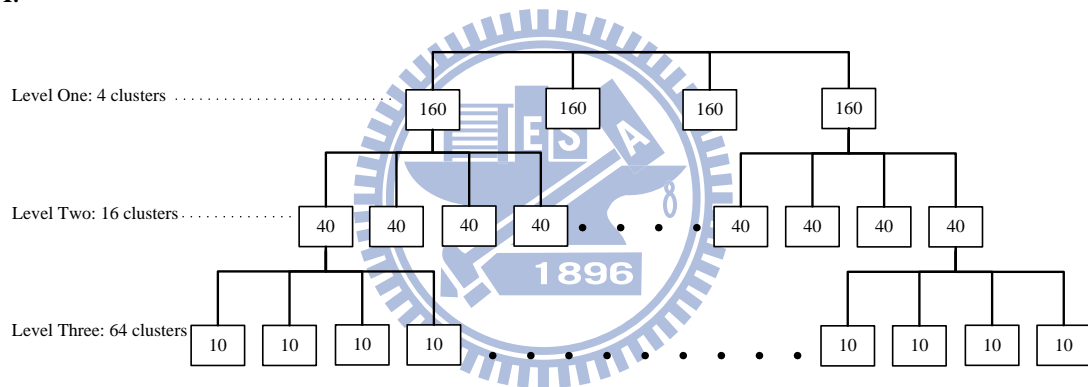 Level One: 4 clusters
160 160 160 160
E S A
Level Two: 16 clusters
40 40 40 40 40 40 40 40
8
1896
Level Three: 64 clusters
10 10 10 10 10 10 10 10